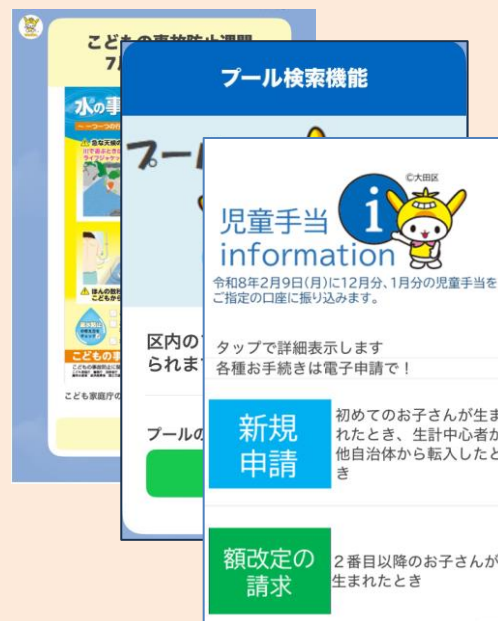 こどもの事故防止週間
7月
水の事
プール検索機能
プー
区内の
られま
プールの
こどもの事
こども家庭庁の
©大田区
児童手当
information
i
令和8年2月9日(月)に12月分、1月分の児童手当を
ご指定の口座に振り込みます。
タップで詳細表示します
各種お手続きは電子申請で！
新規
申請
初めてのお子さんが生ま
れたとき、生計中心者が
他自治体から転入したと
き
額改定の
請求
2番目以降のお子さんが
生まれたとき